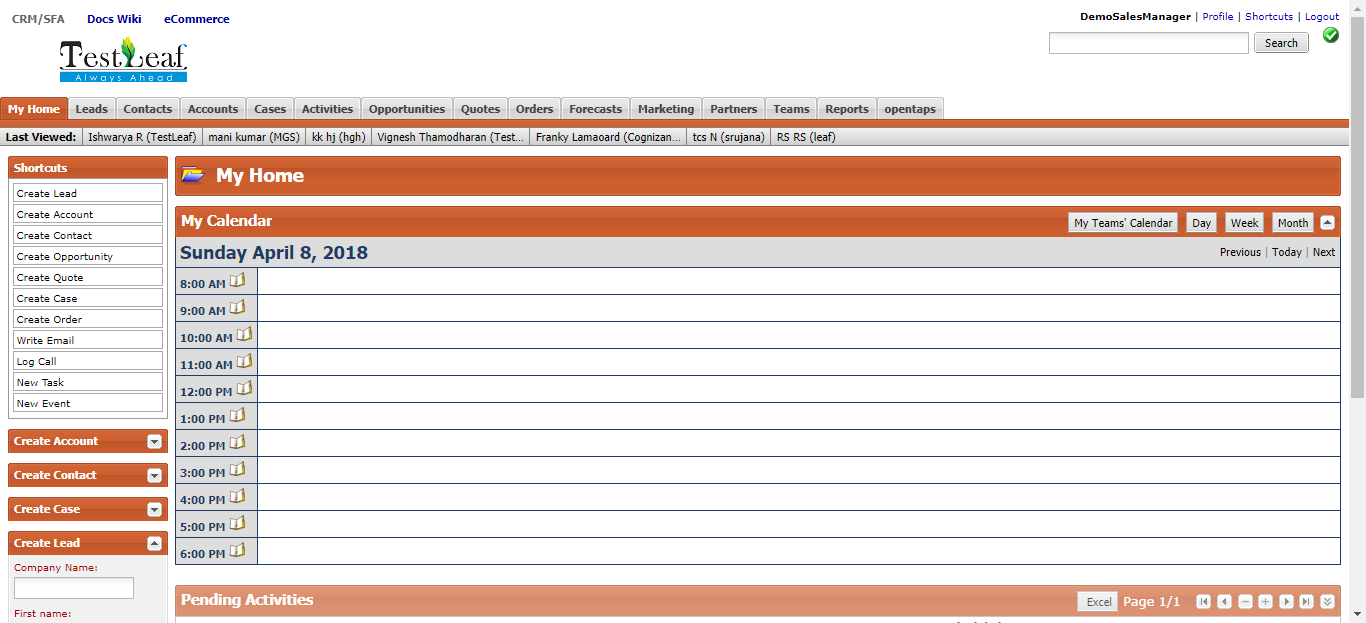 CRM/SFA Docs Wiki eCommerce
DemoSalesManager | Profile | Shortcuts | Logout
Search
TestLeaf
Always Ahead
My Home Leads Contacts Accounts Cases Activities Opportunities Quotes Orders Forecasts Marketing Partners Teams Reports opentaps
Last Viewed: Ishwarya R (TestLeaf) mani kumar (MGS) kk hj (hgh) Vignesh Thamodharan (Test... Franky Lamaoard (Cognizan... tcs N (srujana) RS RS (leaf)
Shortcuts
Create Lead
Create Account
Create Contact
Create Opportunity
Create Quote
Create Case
Create Order
Write Email
Log Call
New Task
New Event
Create Account
Create Contact
Create Case
Create Lead
Company Name:
First name:
My Home
My Calendar My Teams' Calendar Day Week Month
Sunday April 8, 2018 Previous | Today | Next
8:00 AM
9:00 AM
10:00 AM
11:00 AM
12:00 PM
1:00 PM
2:00 PM
3:00 PM
4:00 PM
5:00 PM
6:00 PM
Pending Activities Excel Page 1/1